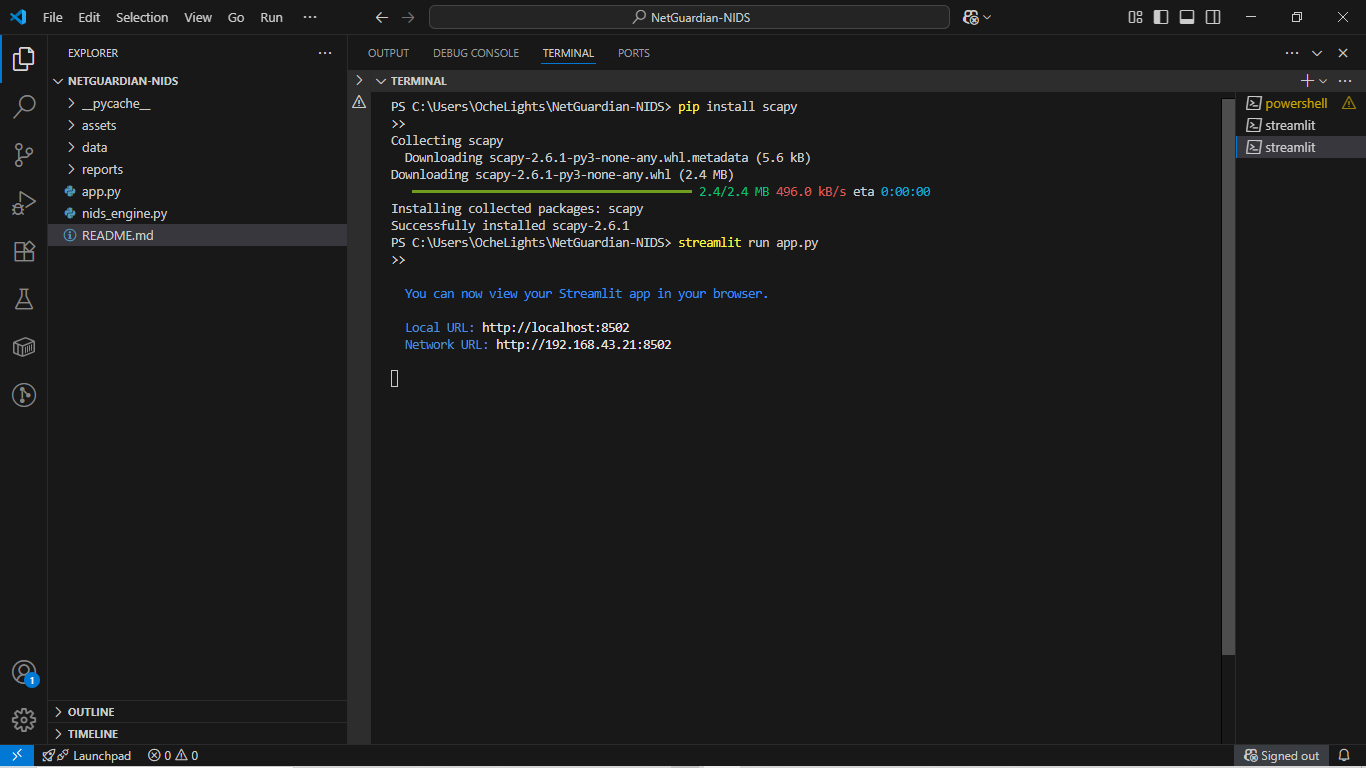 File Edit Selection View Go Run ···
NetGuardian-NIDS
EXPLORER
NETGUARDIAN-NIDS
__pycache__
assets
data
reports
app.py
nids_engine.py
README.md
OUTLINE
TIMELINE
OUTPUT DEBUG CONSOLE TERMINAL PORTS
TERMINAL
PS C:\Users\OcheLights\NetGuardian-NIDS> pip install scapy
>>
Collecting scapy
Downloading scapy-2.6.1-py3-none-any.whl.metadata (5.6 kB)
Downloading scapy-2.6.1-py3-none-any.whl (2.4 MB)
2.4/2.4 MB 496.0 kB/s eta 0:00:00
Installing collected packages: scapy
Successfully installed scapy-2.6.1
PS C:\Users\OcheLights\NetGuardian-NIDS> streamlit run app.py
>>
You can now view your Streamlit app in your browser.
Local URL: http://localhost:8502
Network URL: http://192.168.43.21:8502
powershell
streamlit
streamlit
1
Launchpad 0 0
Signed out